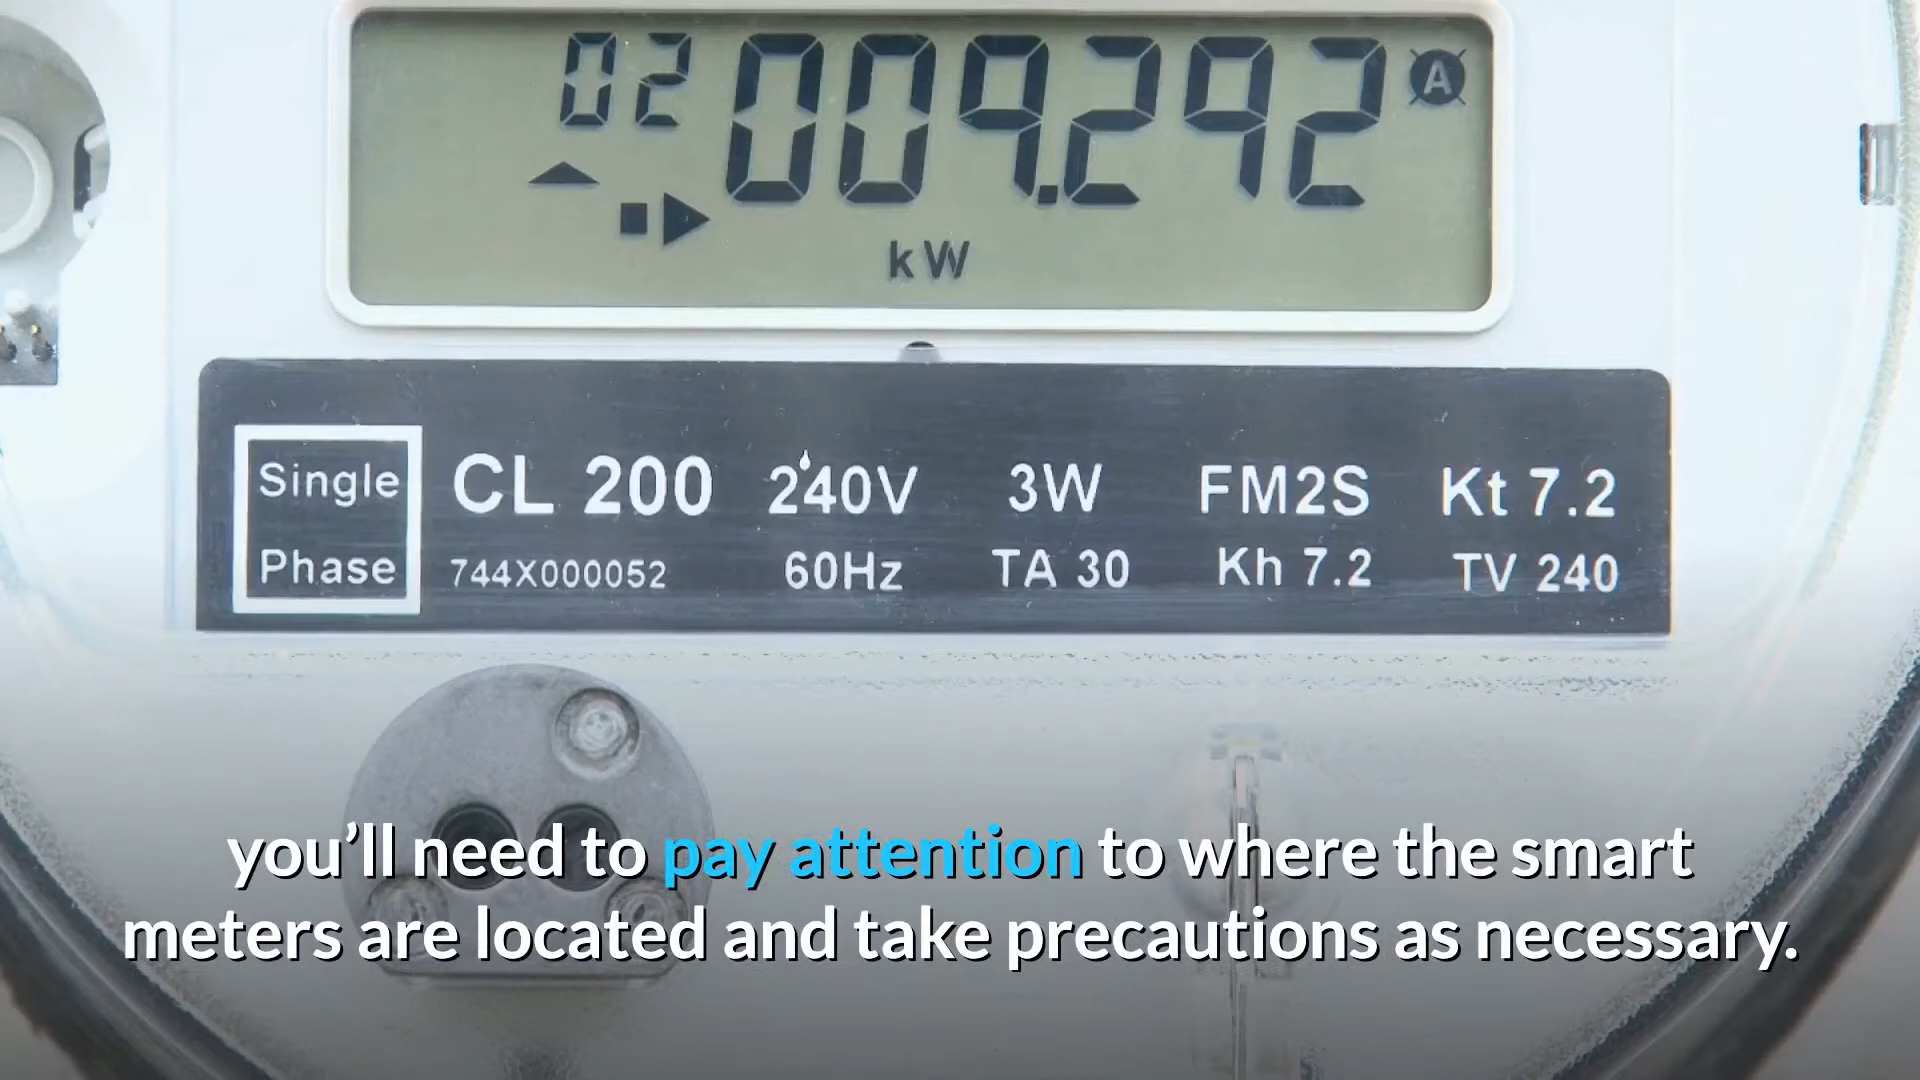 02 009.292 A
kW
Single
Phase
CL 200 240V 3W FM2S Kt 7.2
744X000052 60Hz TA 30 Kh 7.2 TV 240
you’ll need to pay attention to where the smart
meters are located and take precautions as necessary.